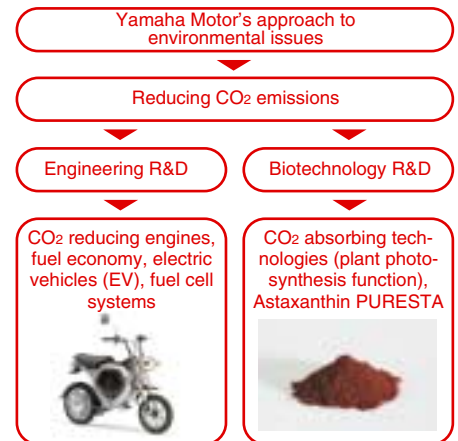 Yamaha Motor's approach to
environmental issues
Reducing CO2 emissions
Engineering R&D
Biotechnology R&D
CO2 reducing engines,
fuel economy, electric
vehicles (EV), fuel cell
systems
CO2 absorbing tech-
nologies (plant photo-
synthesis function),
Astaxanthin PURESTA